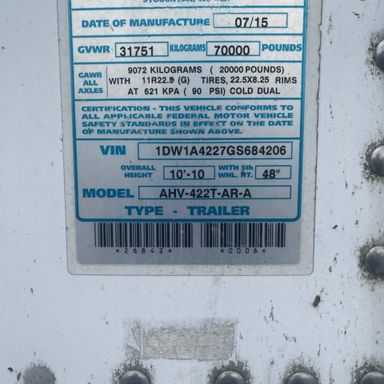 DATE OF MANUFACTURE 07/15
GVWR 31751 KILOGRAMS 70000 POUNDS
GAWR ALL AXLES 9072 KILOGRAMS ( 20000 POUNDS)
WITH 11R22.5 (G) TIRES, 22.5X8.25 RIMS
AT 621 KPA ( 90 PSI) COLD DUAL
CERTIFICATION - THIS VEHICLE CONFORMS TO
ALL APPLICABLE FEDERAL MOTOR VEHICLE
SAFETY STANDARDS IN EFFECT ON THE DATE
OF MANUFACTURE SHOWN ABOVE.
VIN 1DW1A4227GS684206
OVERALL HEIGHT 10'-10 WITH 5th WHL. HT. 48"
MODEL AHV-422T-AR-A
TYPE - TRAILER
*26842* *0006*